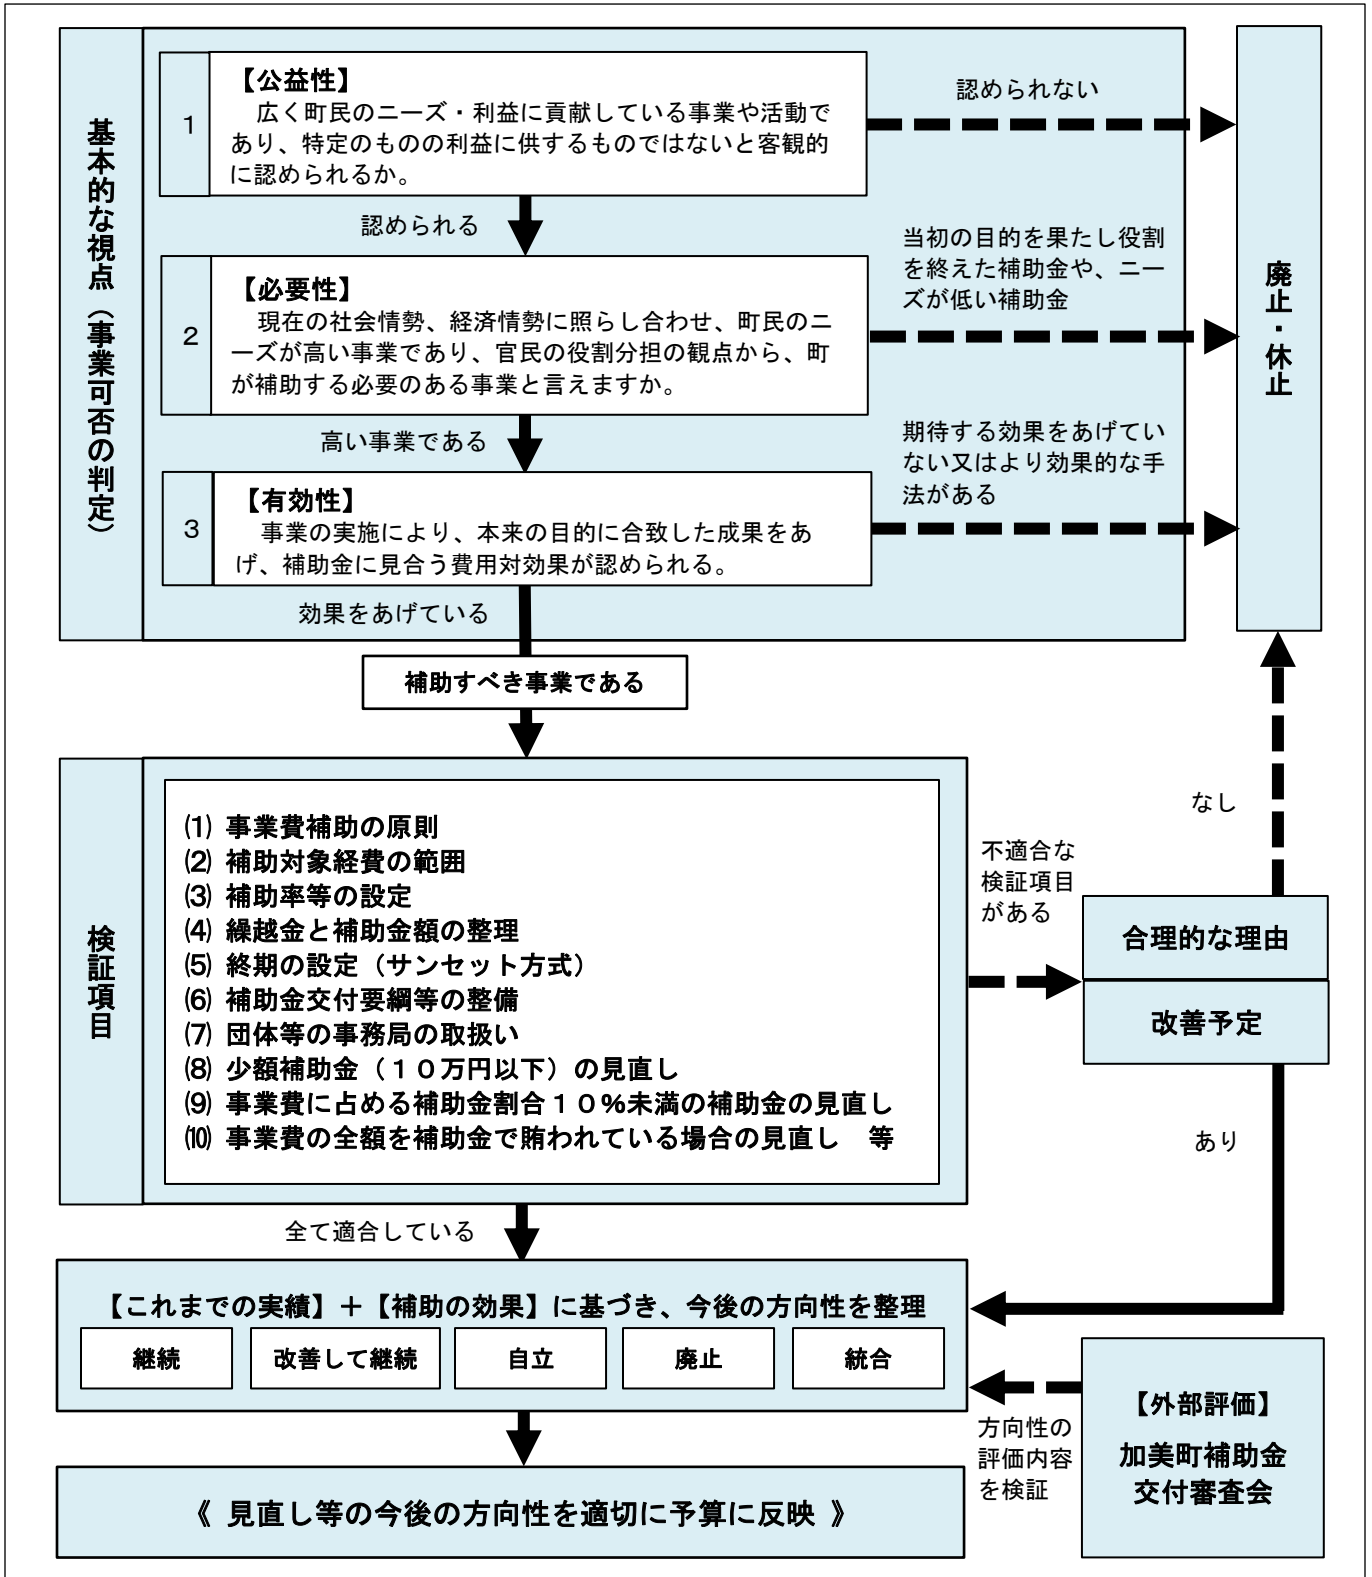 基本的な視点（事業可否の判定）
1
【公益性】
広く町民のニーズ・利益に貢献している事業や活動で
あり、特定のものの利益に供するものではないと客観的
に認められるか。
認められない
認められる
2
【必要性】
現在の社会情勢、経済情勢に照らし合わせ、町民のニ
ーズが高い事業であり、官民の役割分担の観点から、町
が補助する必要のある事業と言えますか。
当初の目的を果たし役割
を終えた補助金や、ニー
ズが低い補助金
高い事業である
3
【有効性】
事業の実施により、本来の目的に合致した成果をあ
げ、補助金に見合う費用対効果が認められる。
期待する効果をあげてい
ない又はより効果的な手
法がある
効果をあげている
廃止・休止
補助すべき事業である
検証項目
⑴ 事業費補助の原則
⑵ 補助対象経費の範囲
⑶ 補助率等の設定
⑷ 繰越金と補助金額の整理
⑸ 終期の設定（サンセット方式）
⑹ 補助金交付要綱等の整備
⑺ 団体等の事務局の取扱い
⑻ 少額補助金（１０万円以下）の見直し
⑼ 事業費に占める補助金割合１０%未満の補助金の見直し
⑽ 事業費の全額を補助金で賄われている場合の見直し　等
不適合な
検証項目
がある
なし
合理的な理由
改善予定
あり
全て適合している
【これまでの実績】＋【補助の効果】に基づき、今後の方向性を整理
継続
改善して継続
自立
廃止
統合
方向性の
評価内容
を検証
【外部評価】
加美町補助金
交付審査会
《 見直し等の今後の方向性を適切に予算に反映 》